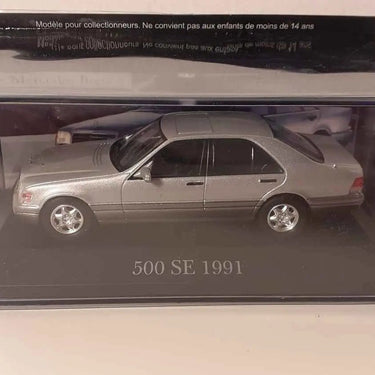 Modèle pour collectionneurs. Ne convient pas aux enfants de moins de 14 ans
500 SE 1991